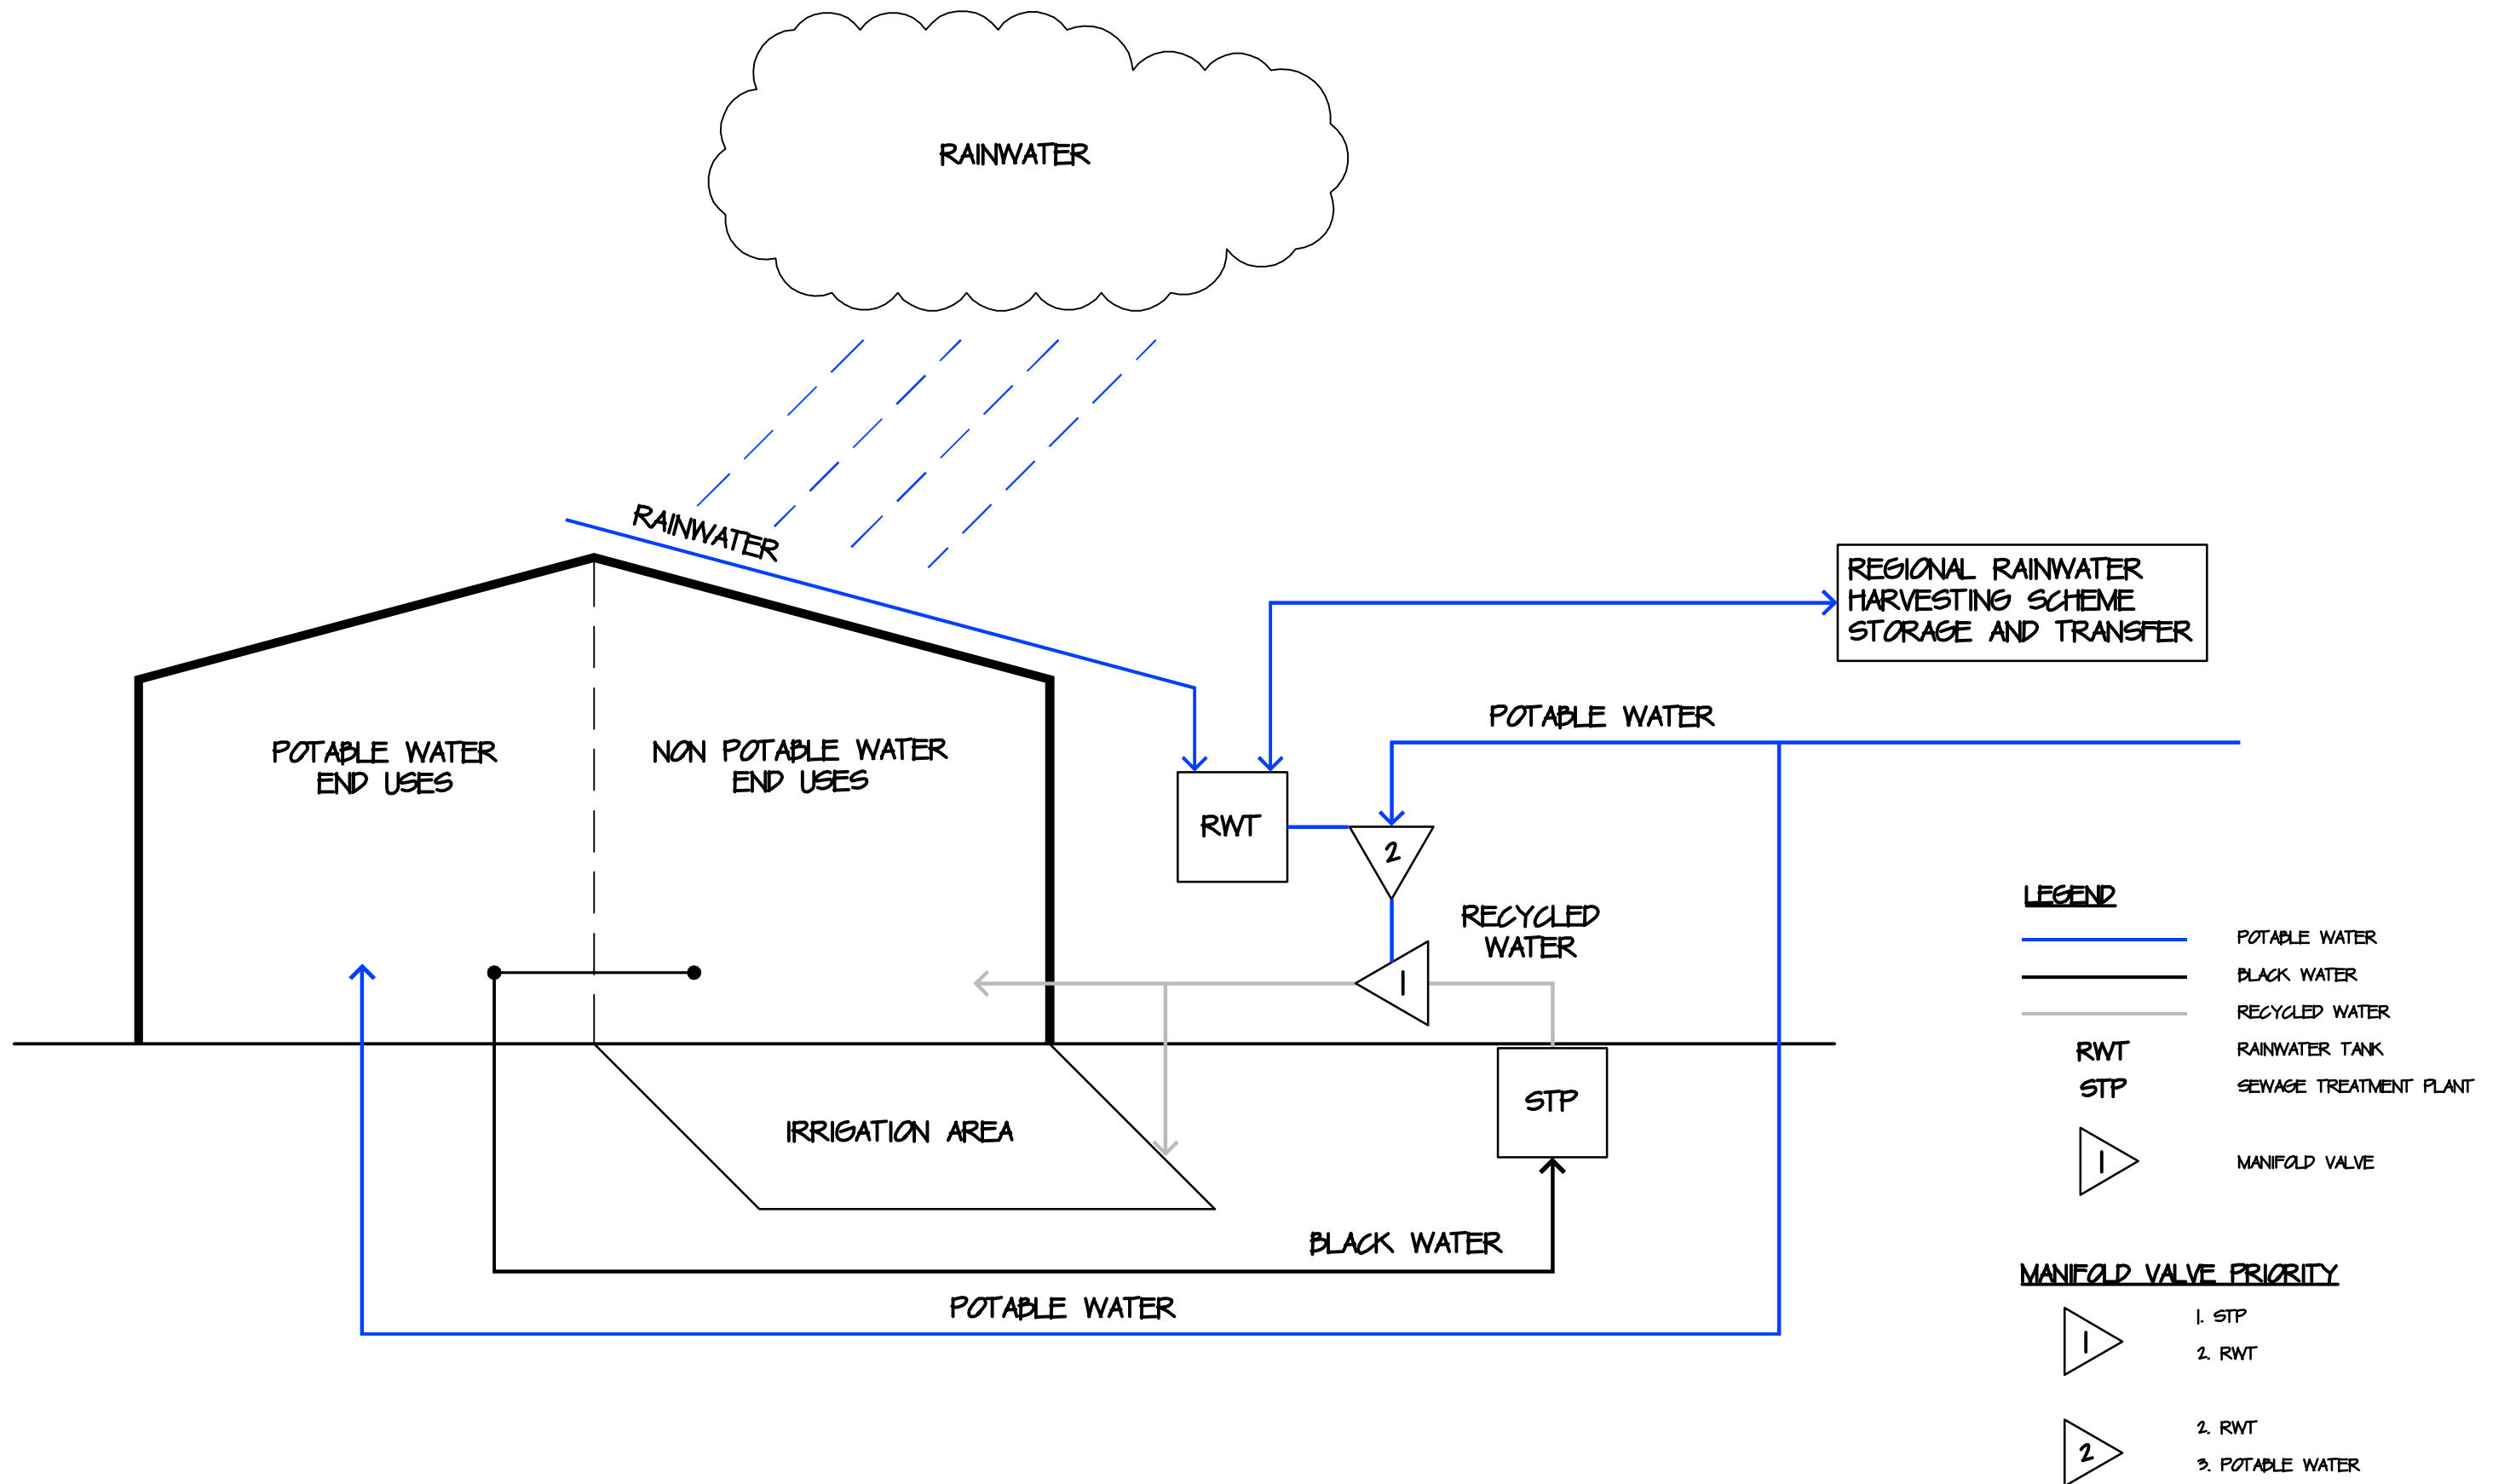 RAINWATER
RAINWATER
REGIONAL RAINWATER
HARVESTING SCHEME
STORAGE AND TRANSFER
POTABLE WATER
POTABLE WATER
END USES
NON POTABLE WATER
END USES
RWT
2
RECYCLED
WATER
1
STP
IRRIGATION AREA
BLACK WATER
POTABLE WATER
LEGEND
POTABLE WATER
BLACK WATER
RECYCLED WATER
RWT RAINWATER TANK
STP SEWAGE TREATMENT PLANT
1 MANIFOLD VALVE
MANIFOLD VALVE PRIORITY
1
1. STP
2. RWT
2
2. RWT
3. POTABLE WATER